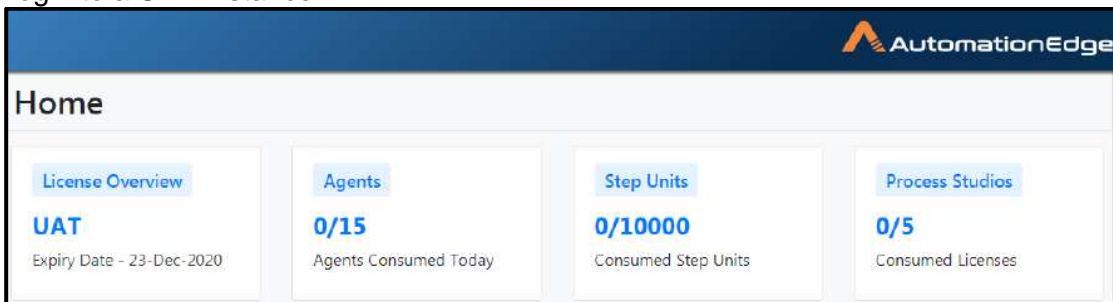 AutomationEdge
Home
License Overview
Agents
Step Units
Process Studios
UAT
0/15
0/10000
0/5
Expiry Date - 23-Dec-2020
Agents Consumed Today
Consumed Step Units
Consumed Licenses